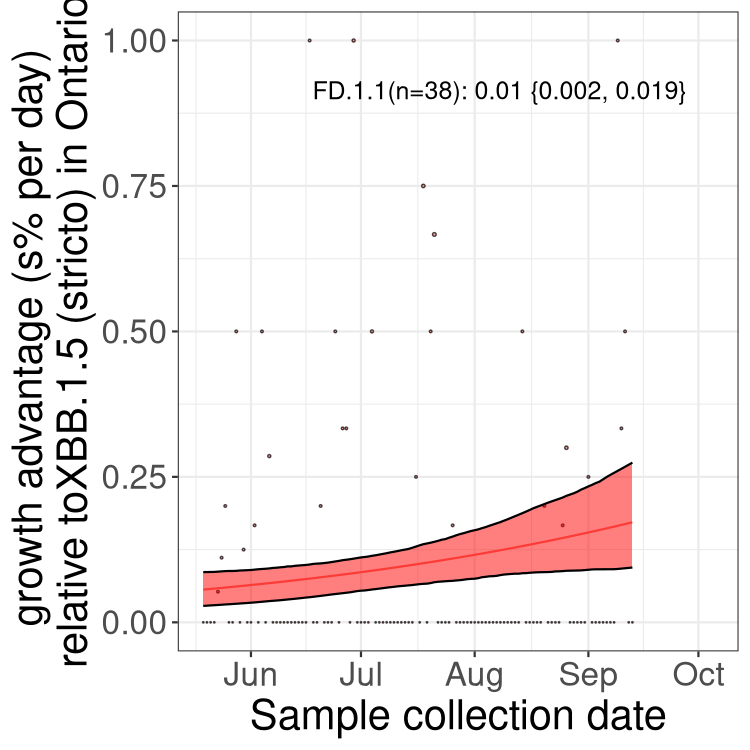 growth advantage (s% per day)
relative toXBB.1.5 (stricto) in Ontario
1.00
0.75
0.50
0.25
0.00
FD.1.1(n=38): 0.01 {0.002, 0.019}
Jun Jul Aug Sep Oct
Sample collection date